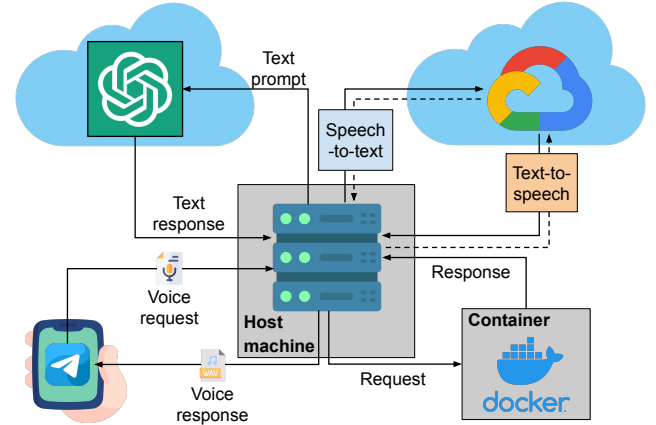 Text
prompt
Speech
-to-text
Text-to-
speech
Text
response
Voice
request
Response
Host
machine
Container
WAV
Voice
response
Request
docker